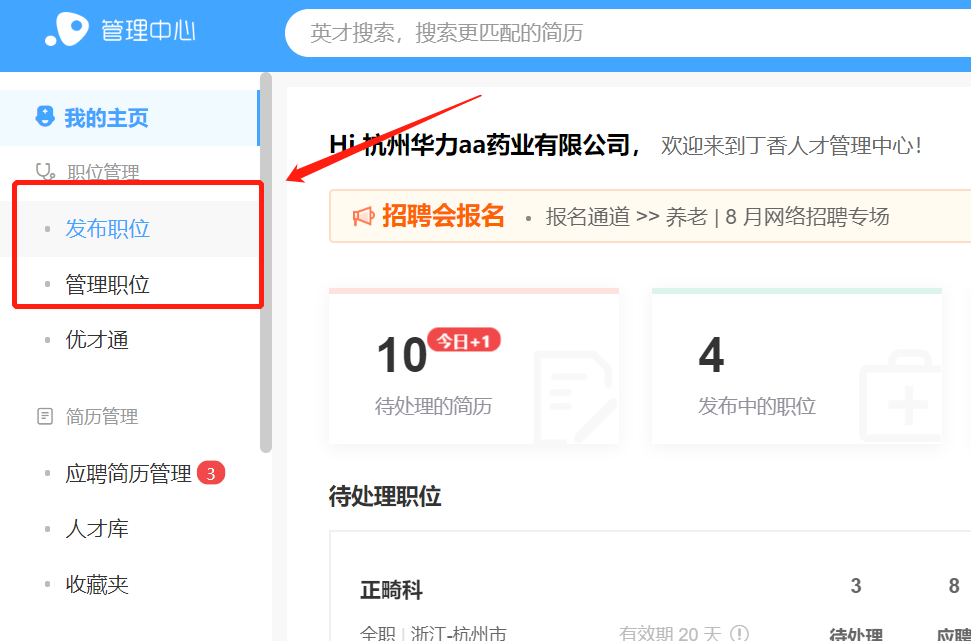 管理中心
英才搜索，搜索更匹配的简历
我的主页
职位管理
发布职位
管理职位
优才通
简历管理
应聘简历管理 3
人才库
收藏夹
Hi 杭州华力aa药业有限公司， 欢迎来到丁香人才管理中心！
招聘会报名 • 报名通道 >> 养老 | 8 月网络招聘专场
10 今日+1
待处理的简历
4
发布中的职位
待处理职位
正畸科 3 8
全职 | 浙江-杭州市 有效期 20 天 待处理 应聘